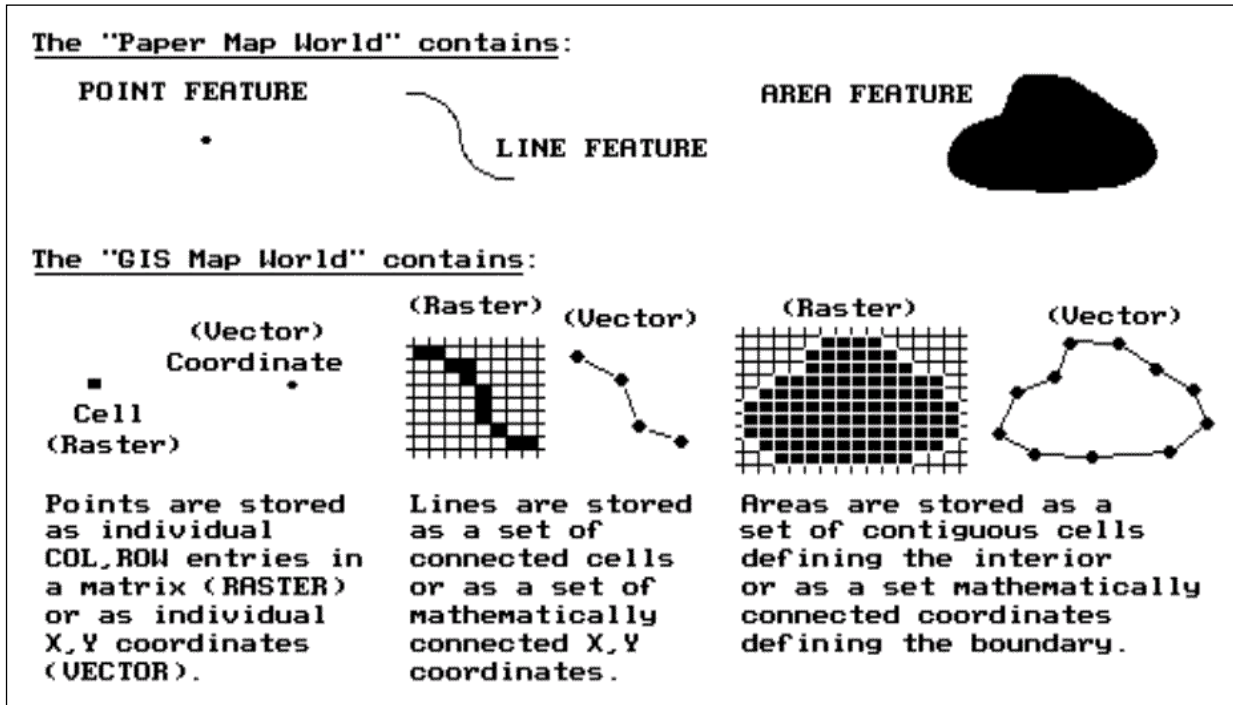 The "Paper Map World" contains:
POINT FEATURE
LINE FEATURE
AREA FEATURE
The "GIS Map World" contains:
(Vector)
Coordinate
Cell
(Raster)
(Raster)
(Vector)
(Raster)
(Vector)
Points are stored
as individual
COL,ROW entries in
a matrix (RASTER)
or as individual
X,Y coordinates
(VECTOR).
Lines are stored
as a set of
connected cells
or as a set of
mathematically
connected X,Y
coordinates.
Areas are stored as a
set of contiguous cells
defining the interior
or as a set mathematically
connected coordinates
defining the boundary.